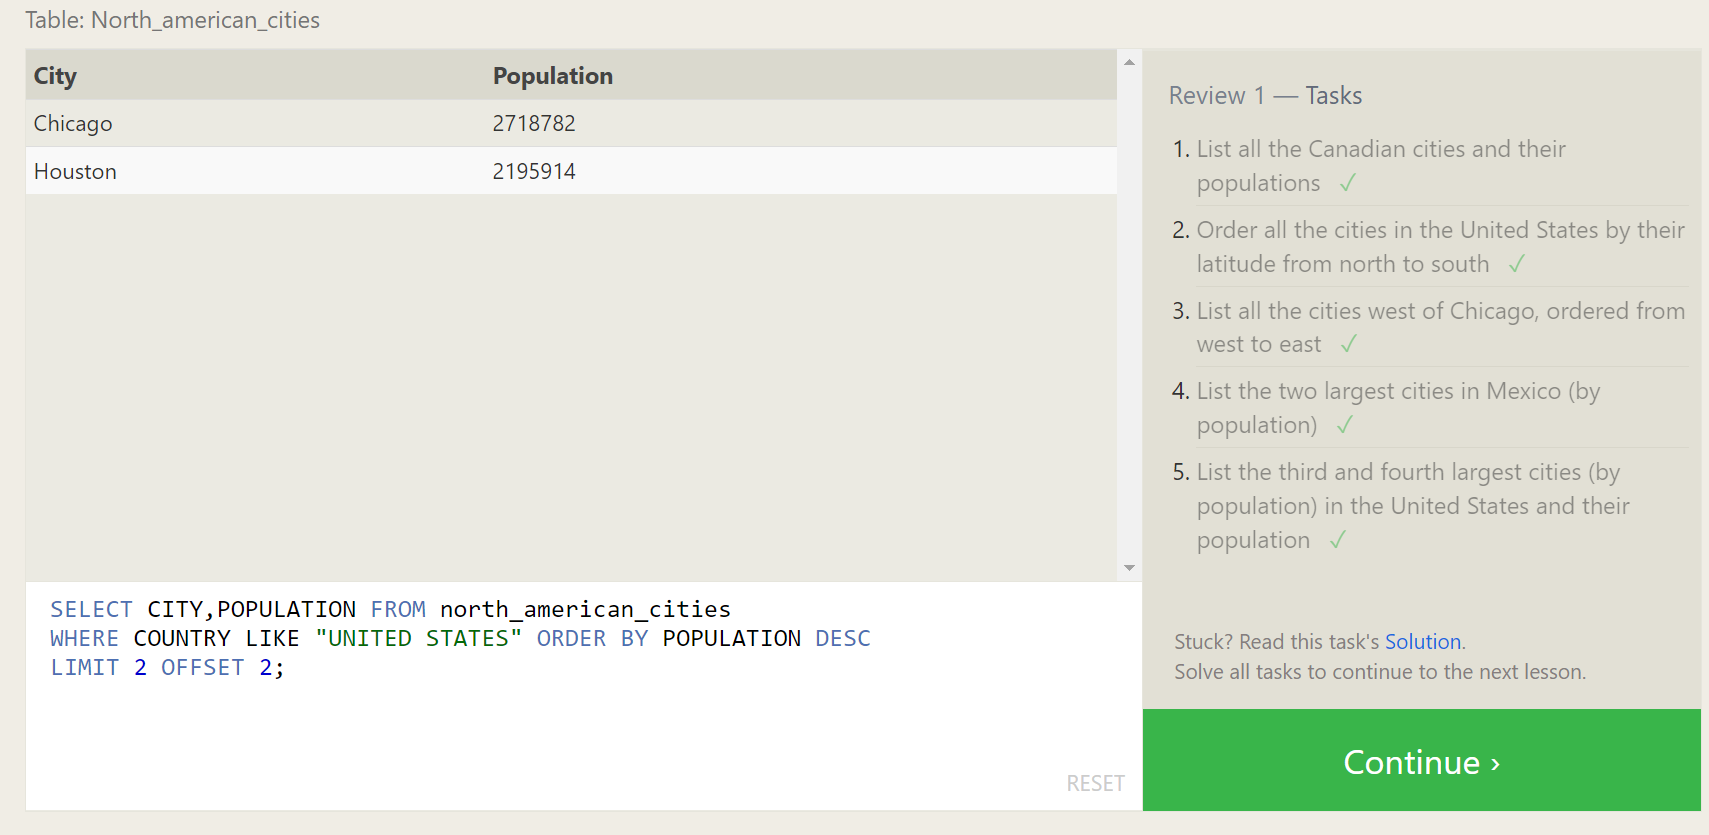 Table: North_american_cities
City Population
Chicago 2718782
Houston 2195914
SELECT CITY,POPULATION FROM north_american_cities
WHERE COUNTRY LIKE "UNITED STATES" ORDER BY POPULATION DESC
LIMIT 2 OFFSET 2;
RESET
Review 1 — Tasks
1. List all the Canadian cities and their
populations ✓
2. Order all the cities in the United States by their
latitude from north to south ✓
3. List all the cities west of Chicago, ordered from
west to east ✓
4. List the two largest cities in Mexico (by
population) ✓
5. List the third and fourth largest cities (by
population) in the United States and their
population ✓
Stuck? Read this task's Solution.
Solve all tasks to continue to the next lesson.
Continue ›